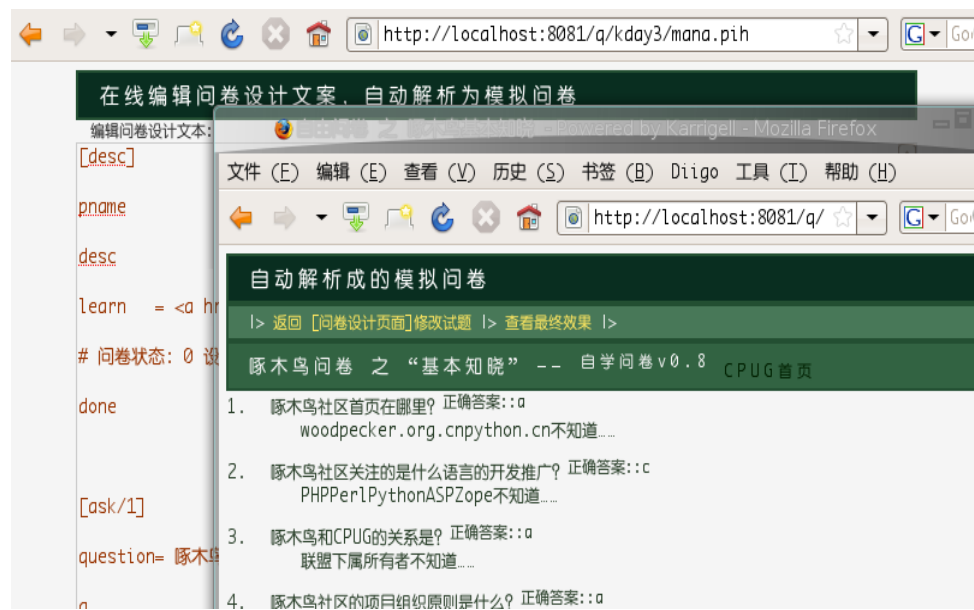 http://localhost:8081/q/kday3/mana.pih
在线编辑问卷设计文案，自动解析为模拟问卷
编辑问卷设计文本:
Powered by Karrigell - Mozilla Firefox
[desc]
pname
desc
learn = <a hr
# 问卷状态: 0 设
done
[ask/1]
question= 啄木鸟
文件 (F) 编辑 (E) 查看 (V) 历史 (S) 书签 (B) Diigo 工具 (T) 帮助 (H)
http://localhost:8081/q/
自动解析成的模拟问卷
|> 返回 [问卷设计页面]修改试题 |> 查看最终效果 |>
啄木鸟问卷 之 “基本知晓” -- 自学问卷v0.8 CPUG首页
1. 啄木鸟社区首页在哪里? 正确答案::a
woodpecker.org.cnpython.cn不知道……
2. 啄木鸟社区关注的是什么语言的开发推广? 正确答案::c
PHPPerlPythonASPZope不知道……
3. 啄木鸟和CPUG的关系是? 正确答案::a
联盟下属所有者不知道……
4. 啄木鸟社区的项目组织原则是什么? 正确答案::a